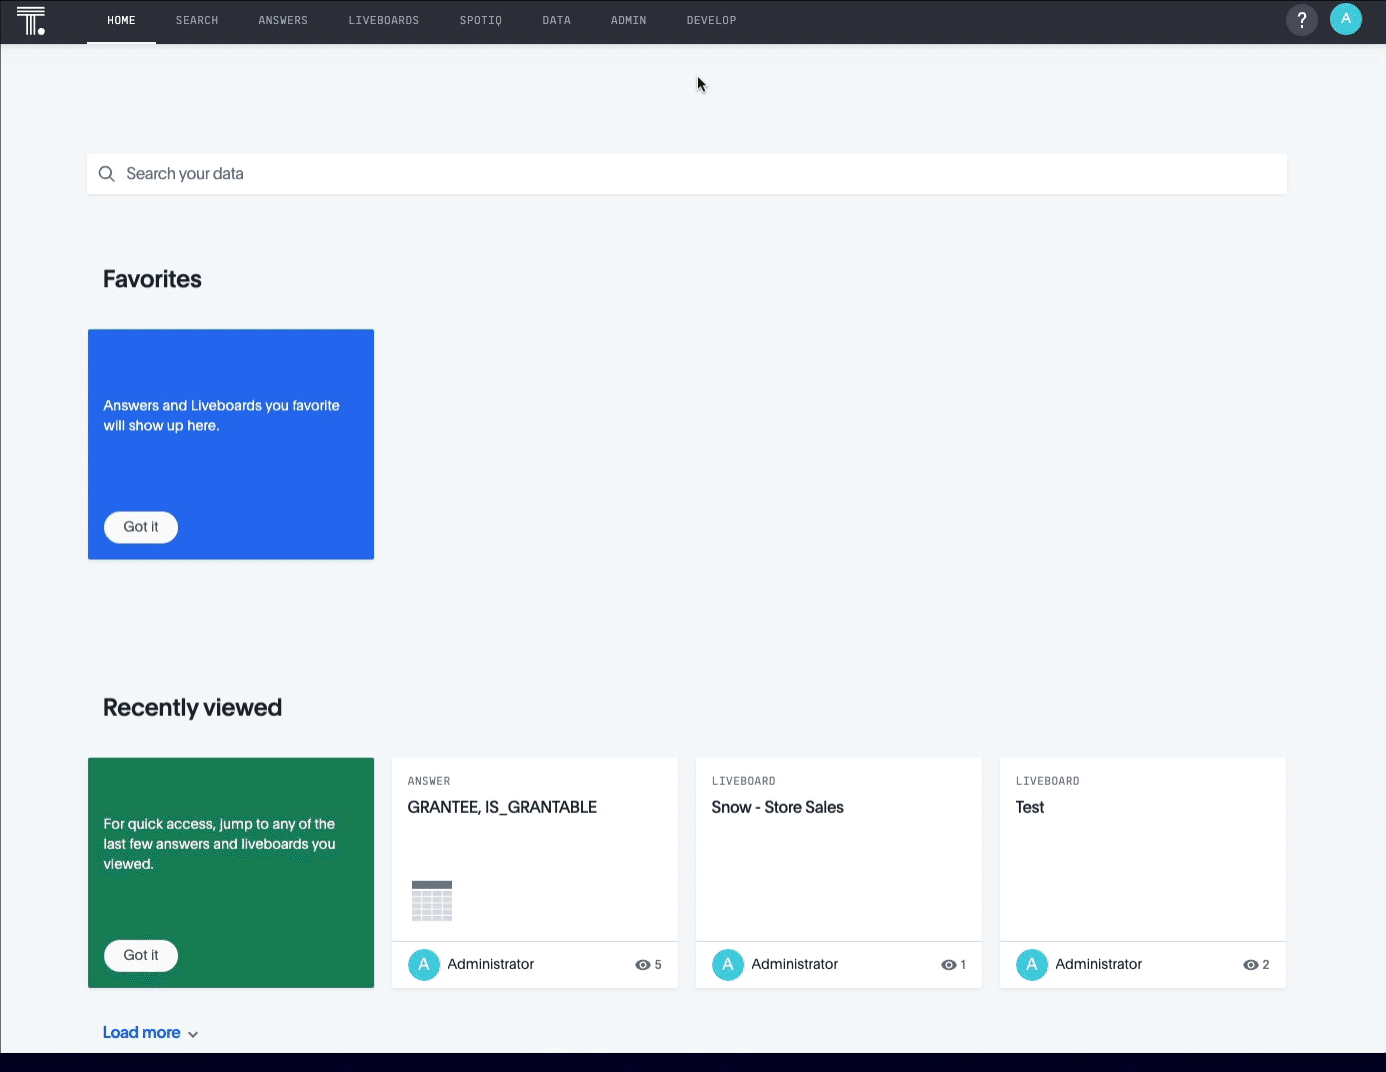 HOME SEARCH ANSWERS LIVEBOARDS SPOTIQ DATA ADMIN DEVELOP ? A
Search your data
Favorites
Answers and Liveboards you favorite
will show up here.
Got it
Recently viewed
For quick access, jump to any of the
last few answers and liveboards you
viewed.
Got it
ANSWER
GRANTEE, IS_GRANTABLE
A Administrator 5
LIVEBOARD
Snow - Store Sales
A Administrator 1
LIVEBOARD
Test
A Administrator 2
Load more